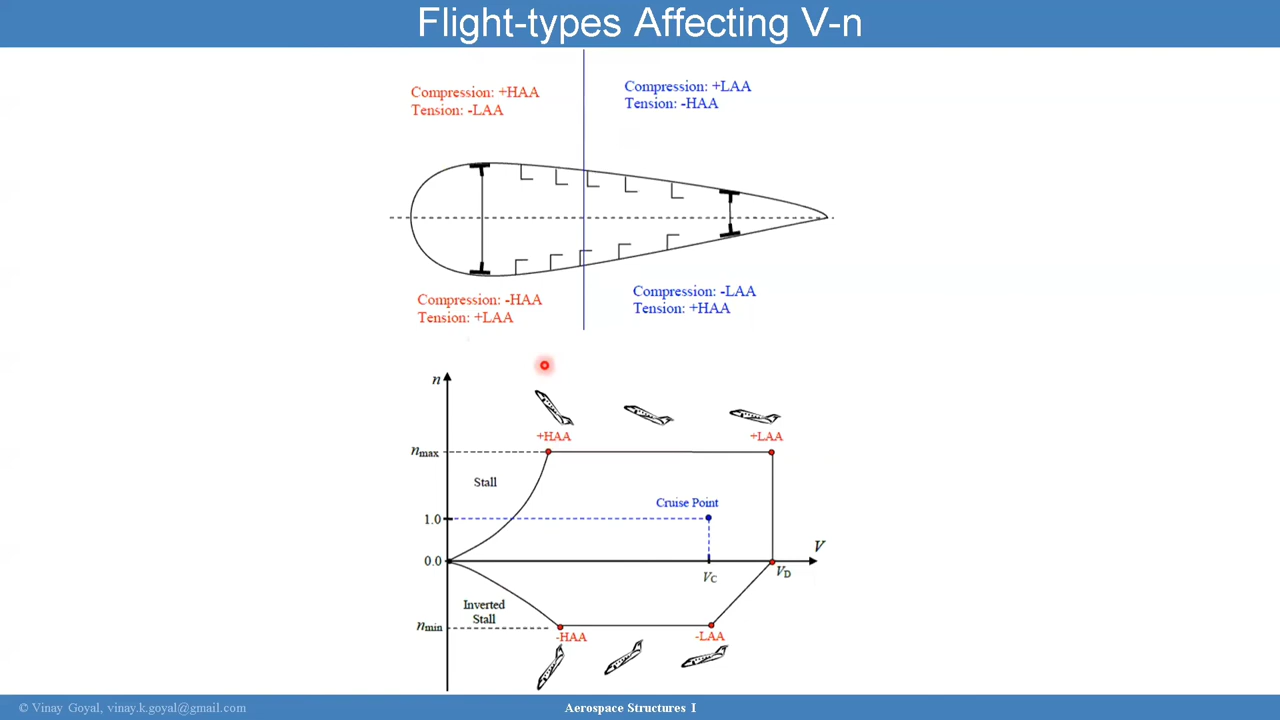 Flight-types Affecting V-n
Compression: +HAA
Tension: -LAA
Compression: +LAA
Tension: -HAA
Compression: -HAA
Tension: +LAA
Compression: -LAA
Tension: +HAA
n
+HAA
+LAA
nmax
Stall
Cruise Point
1.0
V
0.0
VC
VD
Inverted
Stall
nmin
-HAA
-LAA
© Vinay Goyal, vinay.k.goyal@gmail.com
Aerospace Structures I